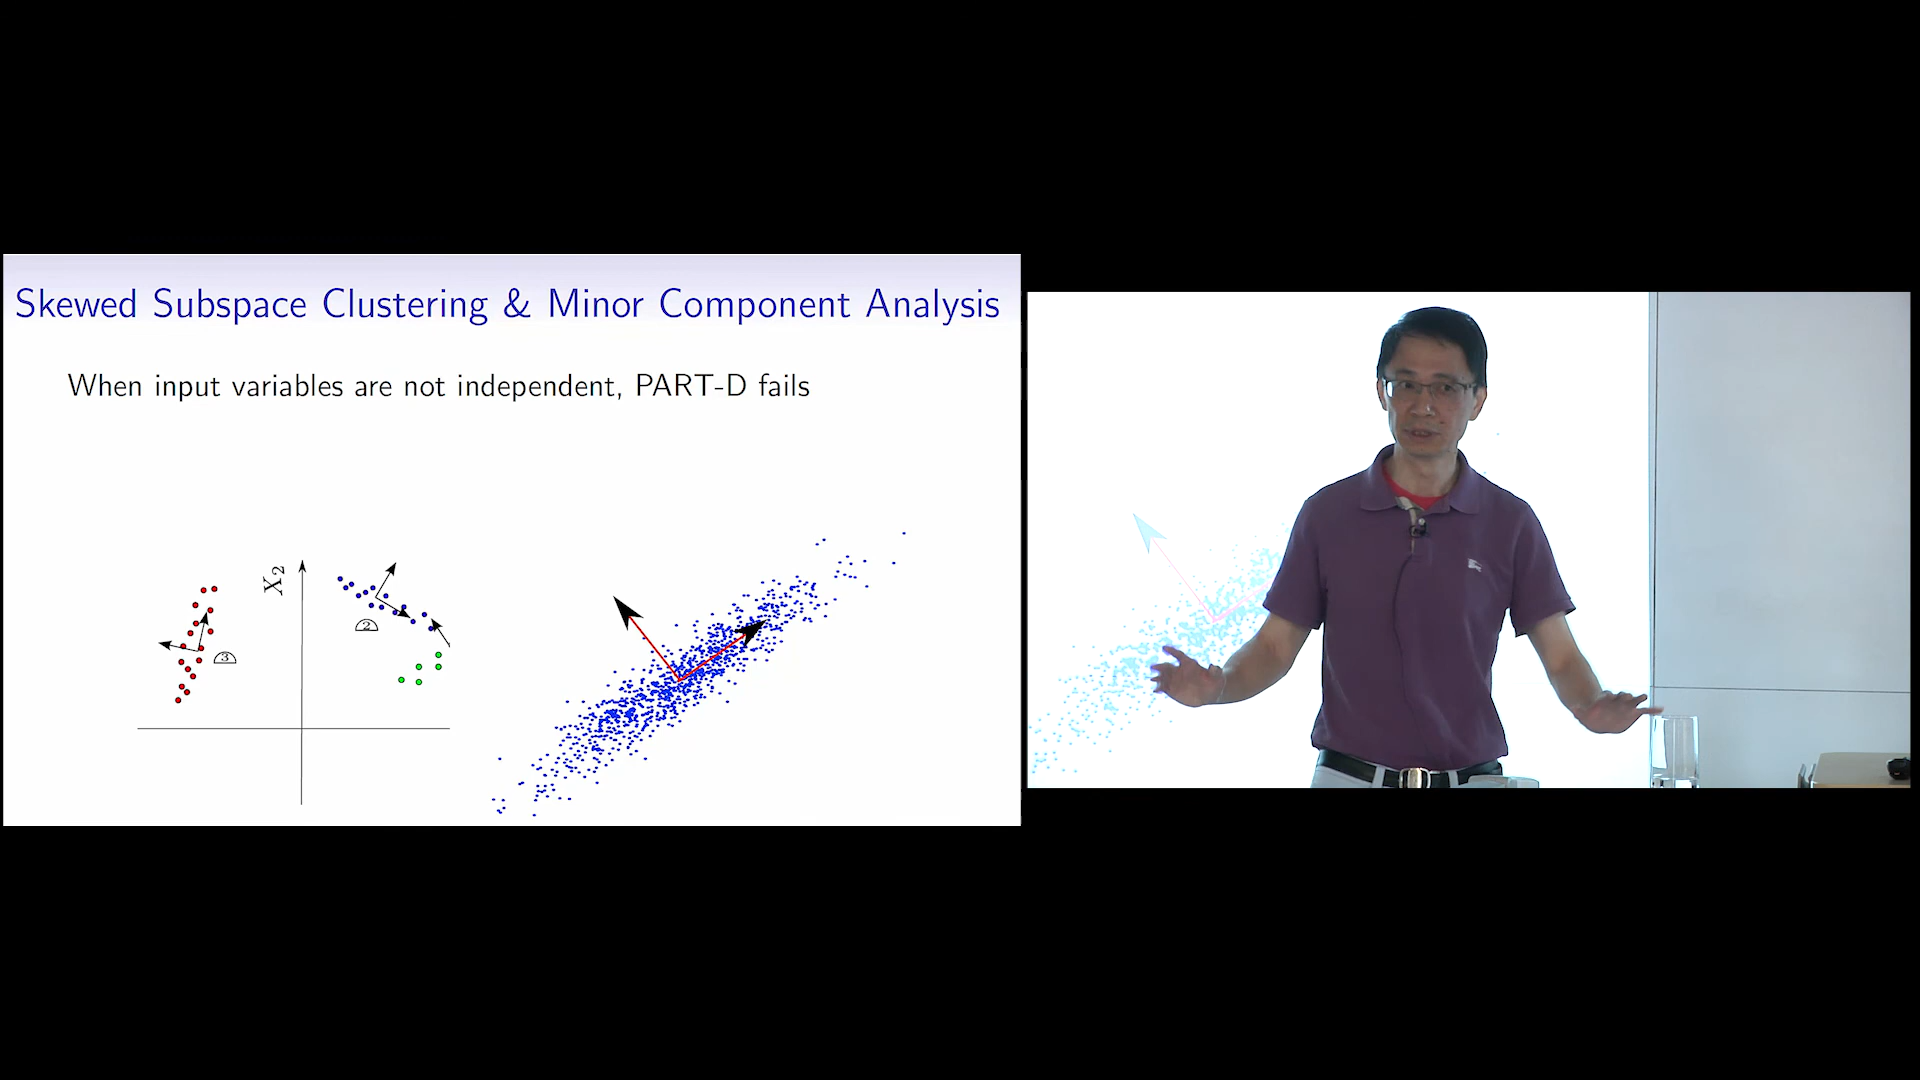 Skewed Subspace Clustering & Minor Component Analysis
When input variables are not independent, PART-D fails
X2
2
3